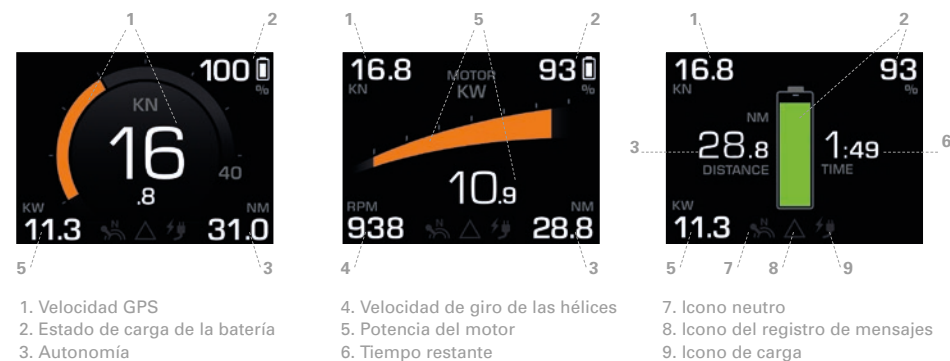 1 2
100
%
KN
16
.8
40
KW
11.3
N
NM
31.0
5 3
1 5 2
16.8
KN
MOTOR
KW
93
%
10.9
RPM
938
N
NM
28.8
4 3
1 2
16.8
KN
93
%
NM
28.8
DISTANCE
1:49
TIME
3 6
KW
11.3
N
5 7 8 9
1. Velocidad GPS
2. Estado de carga de la batería
3. Autonomía
4. Velocidad de giro de las hélices
5. Potencia del motor
6. Tiempo restante
7. Icono neutro
8. Icono del registro de mensajes
9. Icono de carga